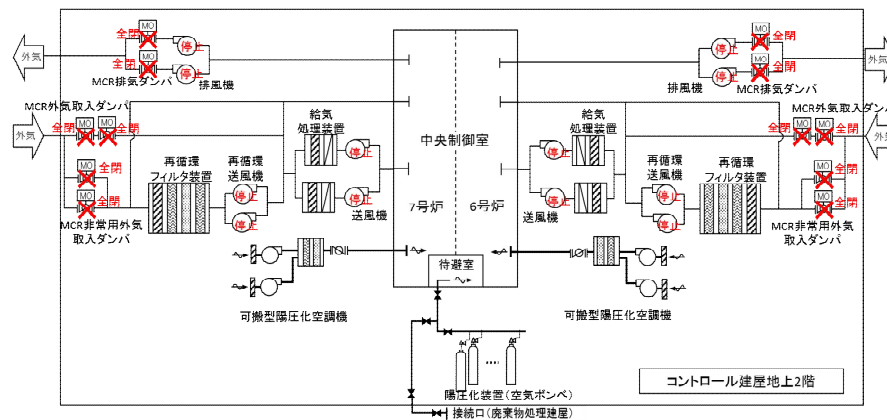 MO
全閉
停止
MO
全閉
停止
外気
MCR排気ダンパ
排風機
MCR外気取入ダンパ
全閉
MO
MO
全閉
外気
MO
全閉
MO
全閉
MCR非常用外気
取入ダンパ
再循環
フィルタ装置
再循環
送風機
停止
停止
給気
処理装置
停止
停止
送風機
可搬型陽圧化空調機
中央制御室
7号炉
6号炉
待避室
停止
MO
全閉
停止
MO
全閉
外気
排風機
MCR排気ダンパ
MCR外気取入ダンパ
全閉
MO
MO
全閉
外気
給気
処理装置
停止
停止
送風機
再循環
送風機
停止
停止
再循環
フィルタ装置
MO
全閉
MO
全閉
MCR非常用外気
取入ダンパ
可搬型陽圧化空調機
陽圧化装置(空気ボンベ)
接続口(廃棄物処理建屋)
コントロール建屋地上2階